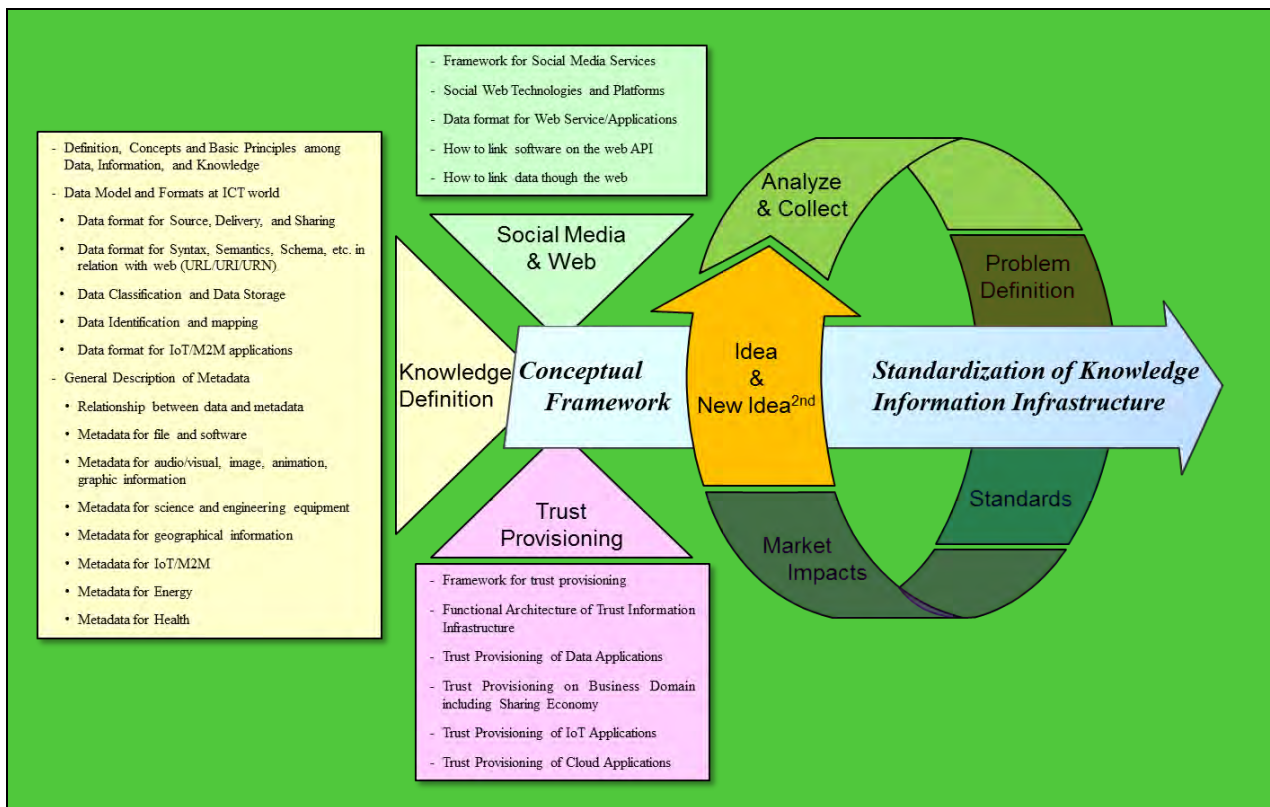 - Framework for Social Media Services
- Social Web Technologies and Platforms
- Data format for Web Service/Applications
- How to link software on the web API
- How to link data though the web
- Definition, Concepts and Basic Principles among
Data, Information, and Knowledge
- Data Model and Formats at ICT world
• Data format for Source, Delivery, and Sharing
• Data format for Syntax, Semantics, Schema, etc. in
relation with web (URL/URI/URN)
• Data Classification and Data Storage
• Data Identification and mapping
• Data format for IoT/M2M applications
- General Description of Metadata
• Relationship between data and metadata
• Metadata for file and software
• Metadata for audio/visual, image, animation,
graphic information
• Metadata for science and engineering equipment
• Metadata for geographical information
• Metadata for IoT/M2M
• Metadata for Energy
• Metadata for Health
Social Media
& Web
Knowledge
Definition
Trust
Provisioning
- Framework for trust provisioning
- Functional Architecture of Trust Information
Infrastructure
- Trust Provisioning of Data Applications
- Trust Provisioning on Business Domain
including Sharing Economy
- Trust Provisioning of IoT Applications
- Trust Provisioning of Cloud Applications
Conceptual
Framework
Analyze
& Collect
Idea
&
New Idea2nd
Market
Impacts
Problem
Definition
Standardization of Knowledge
Information Infrastructure
Standards